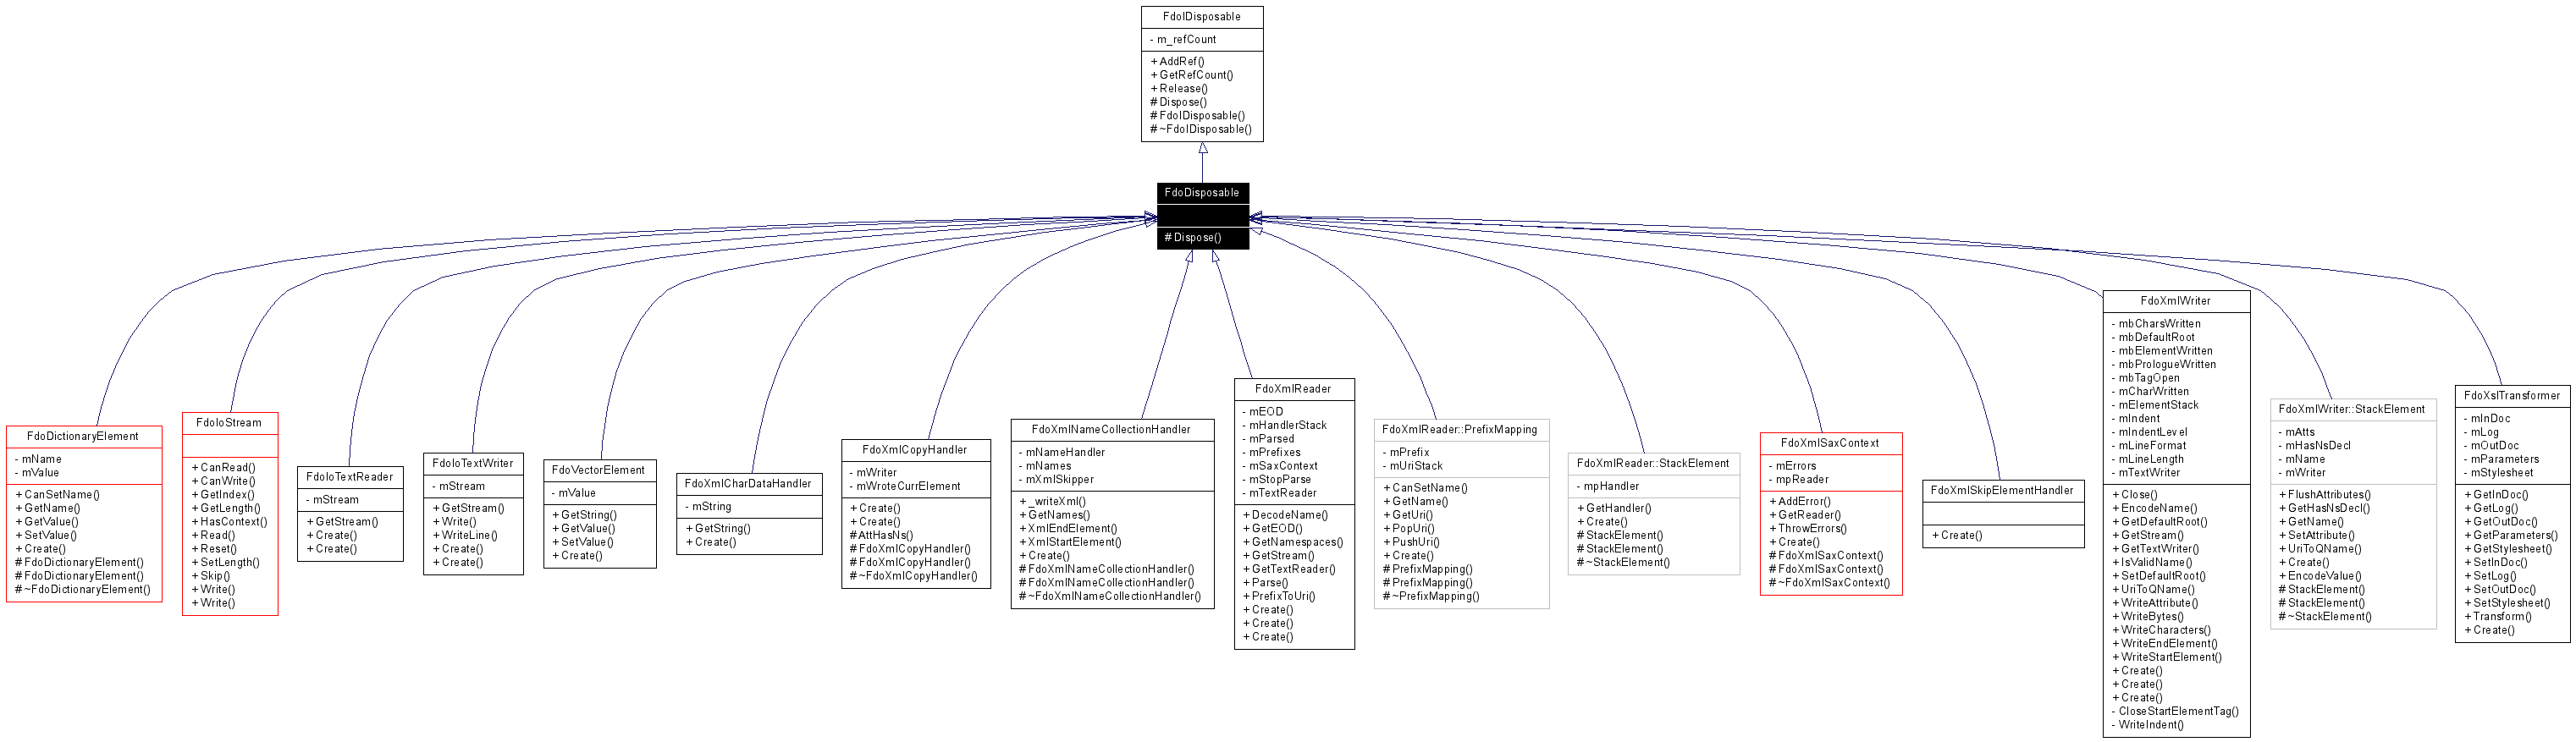 FdoIDisposable
- m_refCount
+ AddRef()
+ GetRefCount()
+ Release()
# Dispose()
# FdoIDisposable()
# ~FdoIDisposable()
FdoDisposable
# Dispose()
FdoDictionaryElement
- mName
- mValue
+ CanSetName()
+ GetName()
+ GetValue()
+ SetValue()
+ Create()
# FdoDictionaryElement()
# FdoDictionaryElement()
# ~FdoDictionaryElement()
FdoIoStream
+ CanRead()
+ CanWrite()
+ GetIndex()
+ GetLength()
+ HasContext()
+ Read()
+ Reset()
+ SetLength()
+ Skip()
+ Write()
+ Write()
FdoIoTextReader
- mStream
+ GetStream()
+ Create()
+ Create()
FdoIoTextWriter
- mStream
+ GetStream()
+ Write()
+ WriteLine()
+ Create()
+ Create()
FdoVectorElement
- mValue
+ GetString()
+ GetValue()
+ SetValue()
+ Create()
FdoXmlCharDataHandler
- mString
+ GetString()
+ Create()
FdoXmlCopyHandler
- mWriter
- mWroteCurrElement
+ Create()
+ Create()
# AttHasNs()
# FdoXmlCopyHandler()
# FdoXmlCopyHandler()
# ~FdoXmlCopyHandler()
FdoXmlNameCollectionHandler
- mNameHandler
- mNames
- mXmlSkipper
+ _writeXml()
+ GetNames()
+ XmlEndElement()
+ XmlStartElement()
+ Create()
# FdoXmlNameCollectionHandler()
# FdoXmlNameCollectionHandler()
# ~FdoXmlNameCollectionHandler()
FdoXmlReader
- mEOD
- mHandlerStack
- mParsed
- mPrefixes
- mSaxContext
- mStopParse
- mTextReader
+ DecodeName()
+ GetEOD()
+ GetNamespaces()
+ GetStream()
+ GetTextReader()
+ Parse()
+ PrefixToUri()
+ Create()
+ Create()
+ Create()
FdoXmlReader::PrefixMapping
- mPrefix
- mUriStack
+ CanSetName()
+ GetName()
+ GetUri()
+ PopUri()
+ PushUri()
+ Create()
# PrefixMapping()
# PrefixMapping()
# ~PrefixMapping()
FdoXmlReader::StackElement
- mpHandler
+ GetHandler()
+ Create()
# StackElement()
# StackElement()
# ~StackElement()
FdoXmlSaxContext
- mErrors
- mpReader
+ AddError()
+ GetReader()
+ ThrowErrors()
+ Create()
# FdoXmlSaxContext()
# FdoXmlSaxContext()
# ~FdoXmlSaxContext()
FdoXmlSkipElementHandler
+ Create()
FdoXmlWriter
- mbCharsWritten
- mbDefaultRoot
- mbElementWritten
- mbPrologueWritten
- mbTagOpen
- mCharWritten
- mElementStack
- mIndent
- mIndentLevel
- mLineFormat
- mLineLength
- mTextWriter
+ Close()
+ EncodeName()
+ GetDefaultRoot()
+ GetStream()
+ GetTextWriter()
+ IsValidName()
+ SetDefaultRoot()
+ UriToQName()
+ WriteAttribute()
+ WriteBytes()
+ WriteCharacters()
+ WriteEndElement()
+ WriteStartElement()
+ Create()
+ Create()
+ Create()
- CloseStartElementTag()
- WriteIndent()
FdoXmlWriter::StackElement
- mAtts
- mHasNsDecl
- mName
- mWriter
+ FlushAttributes()
+ GetHasNsDecl()
+ GetName()
+ SetAttribute()
+ UriToQName()
+ Create()
+ EncodeValue()
# StackElement()
# StackElement()
# ~StackElement()
FdoXslTransformer
- mInDoc
- mLog
- mOutDoc
- mParameters
- mStylesheet
+ GetInDoc()
+ GetLog()
+ GetOutDoc()
+ GetParameters()
+ GetStylesheet()
+ SetInDoc()
+ SetLog()
+ SetOutDoc()
+ SetStylesheet()
+ Transform()
+ Create()